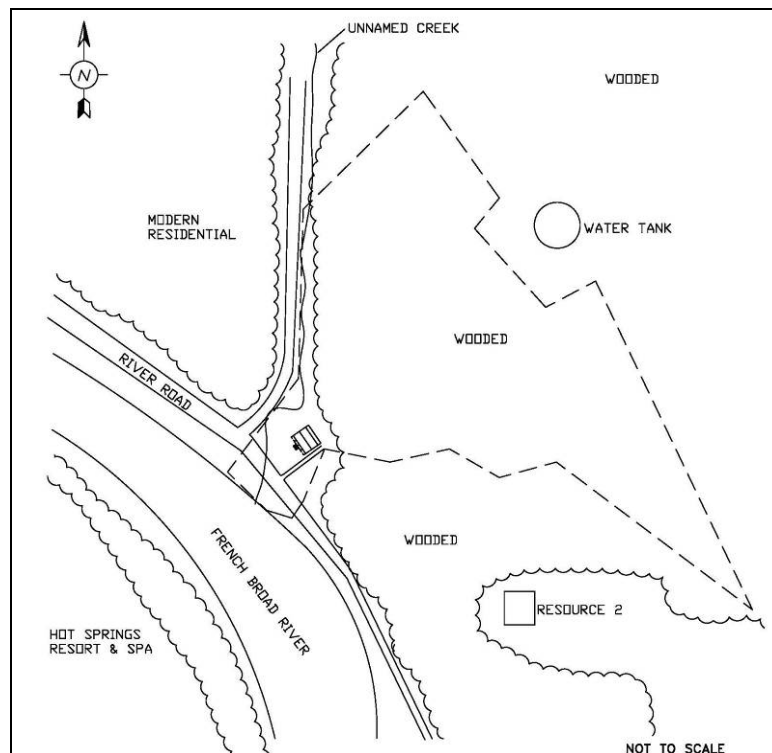 UNNAMED CREEK
WOODED
N
MODERN
RESIDENTIAL
WATER TANK
WOODED
RIVER ROAD
WOODED
FRENCH BROAD RIVER
RESOURCE 2
HOT SPRINGS
RESORT & SPA
NOT TO SCALE